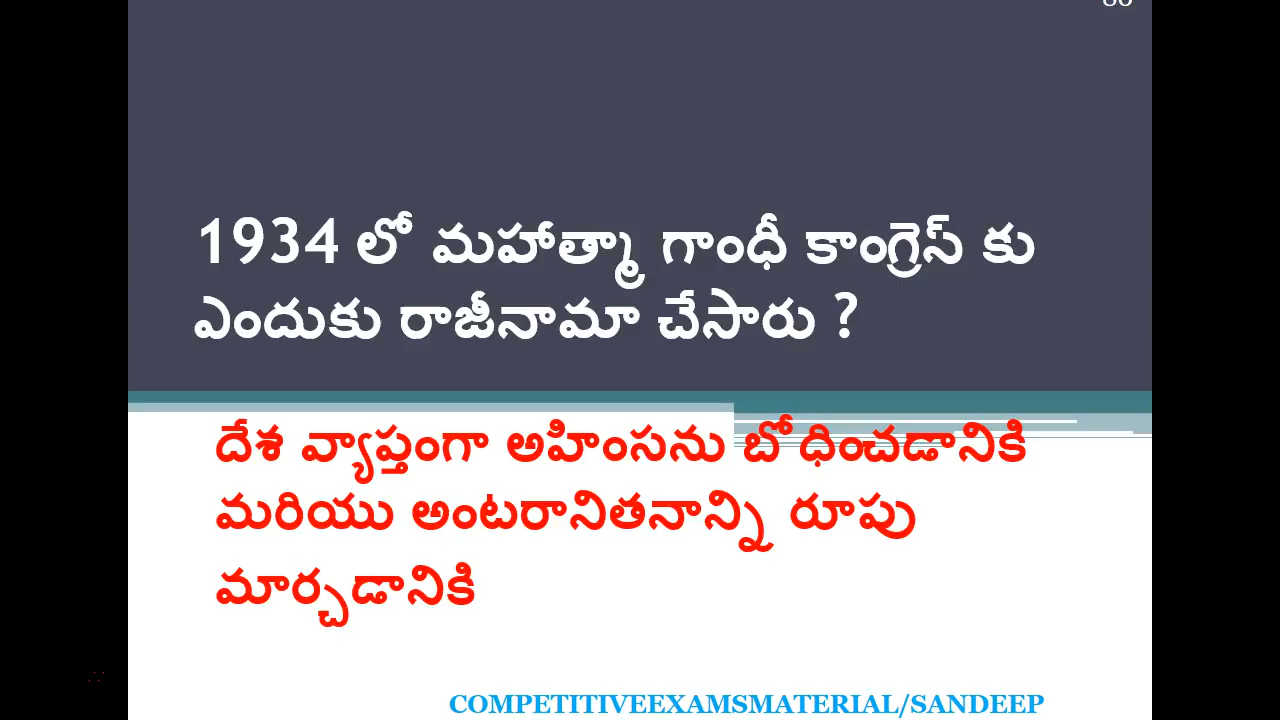 1934 లో మహాత్మా గాంధీ కాంగ్రెస్ కు
ఎందుకు రాజీనామా చేసారు ?
దేశ వ్యాప్తంగా అహింసను బోధించడానికి
మరియు అంటరానితనాన్ని రూపు
మార్చడానికి
COMPETITIVEEXAMSMATERIAL/SANDEEP